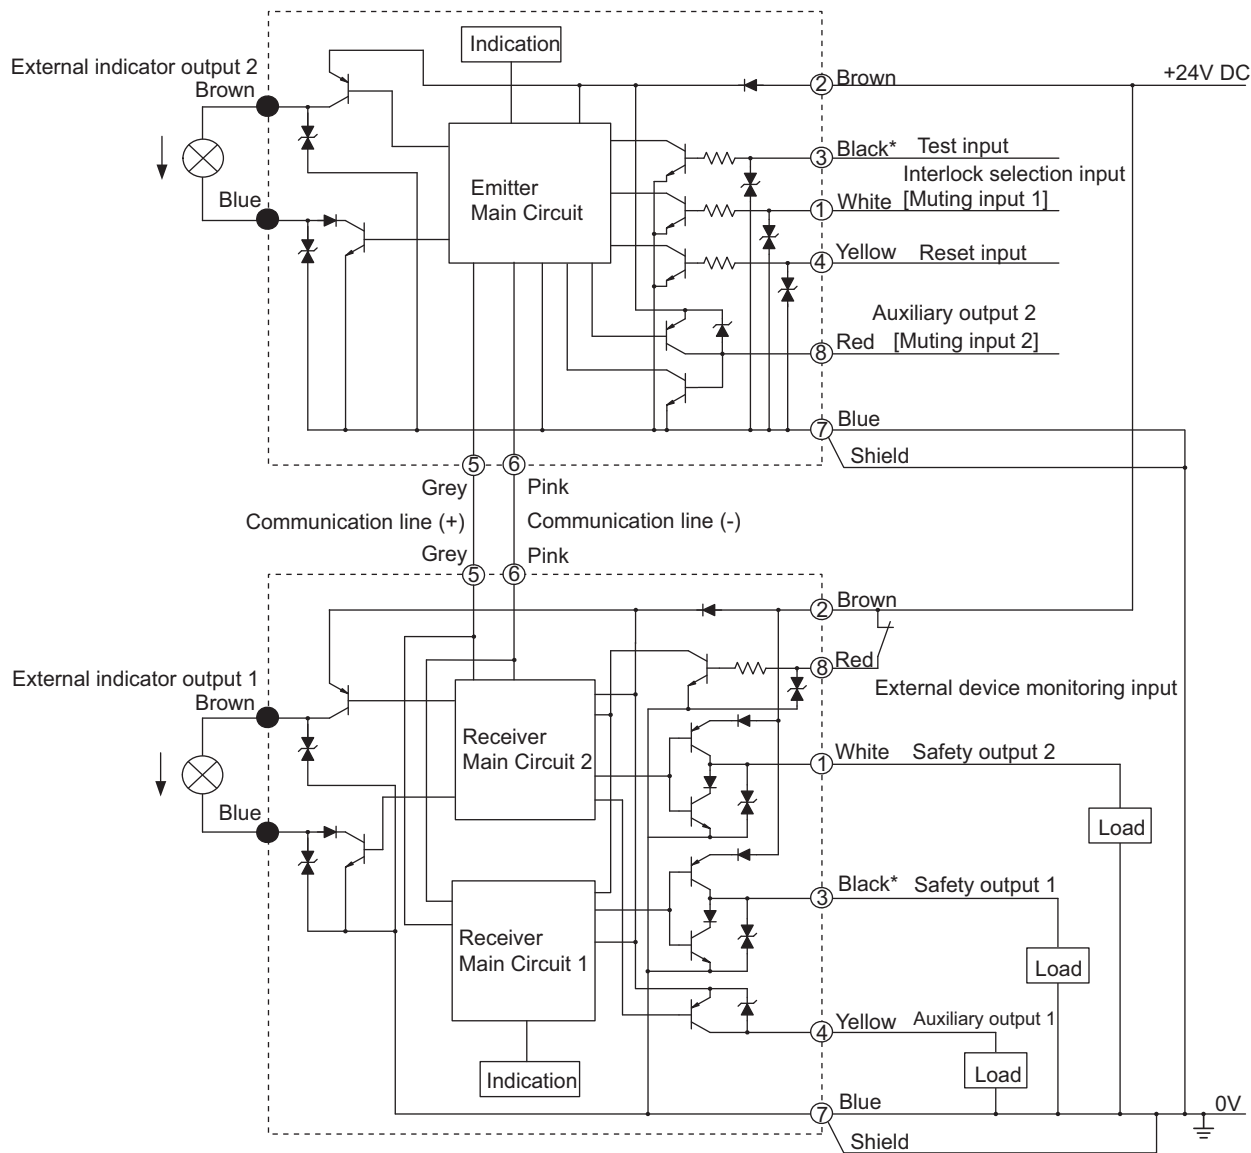 Indication
External indicator output 2
Brown
2 Brown
+24V DC
3 Black* Test input
Interlock selection input
1 White [Muting input 1]
Emitter
Main Circuit
Blue
4 Yellow Reset input
Auxiliary output 2
8 Red [Muting input 2]
7 Blue
Shield
5 6
Grey Pink
Communication line (+) Communication line (-)
Grey Pink
5 6
2 Brown
8 Red
External device monitoring input
External indicator output 1
Brown
Receiver
Main Circuit 2
1 White Safety output 2
Blue
Load
3 Black* Safety output 1
Receiver
Main Circuit 1
Load
4 Yellow Auxiliary output 1
Load
Indication
7 Blue
0V
Shield